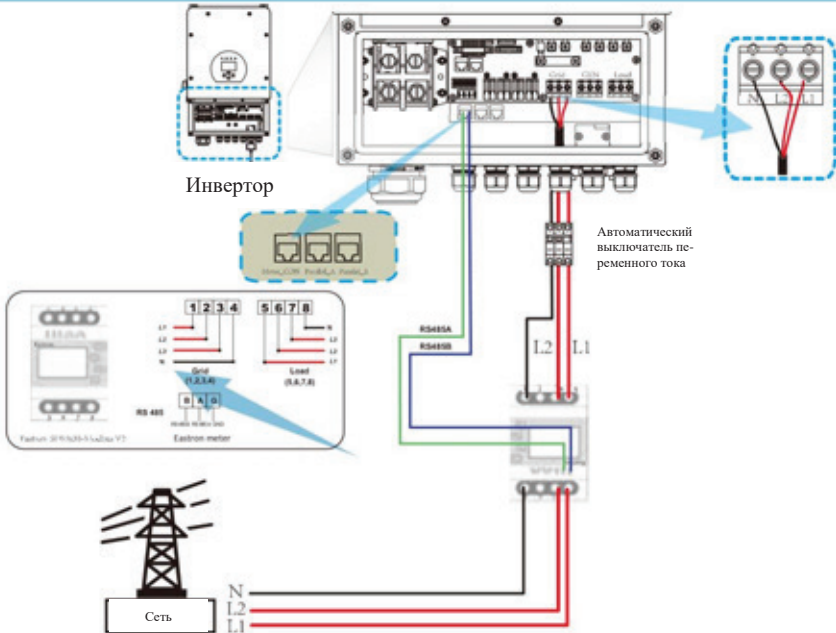 Grid
GEN
Load
N
L2
L1
Инвертор
Автоматический
выключатель пе-
ременного тока
Parallel_A
1 2 3 4
5 6 7 8
L1
N
L2
L2
L3
L3
N
L1
Grid
(1,2,3,4)
Load
(5,6,7,8)
RS 485
B A G
Eastron meter
RS485A
RS485B
L2
L1
N
L2
L1
Сеть